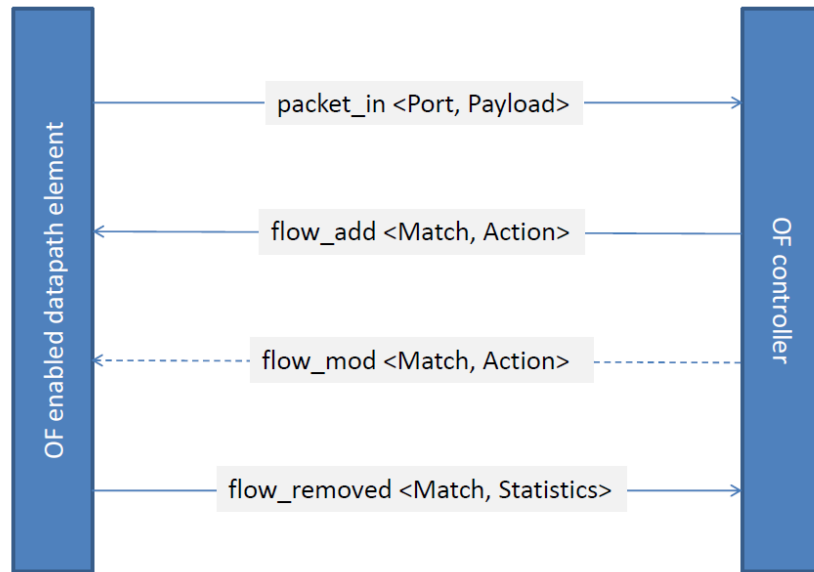 OF enabled datapath element
packet_in <Port, Payload>
flow_add <Match, Action>
flow_mod <Match, Action>
flow_removed <Match, Statistics>
OF controller